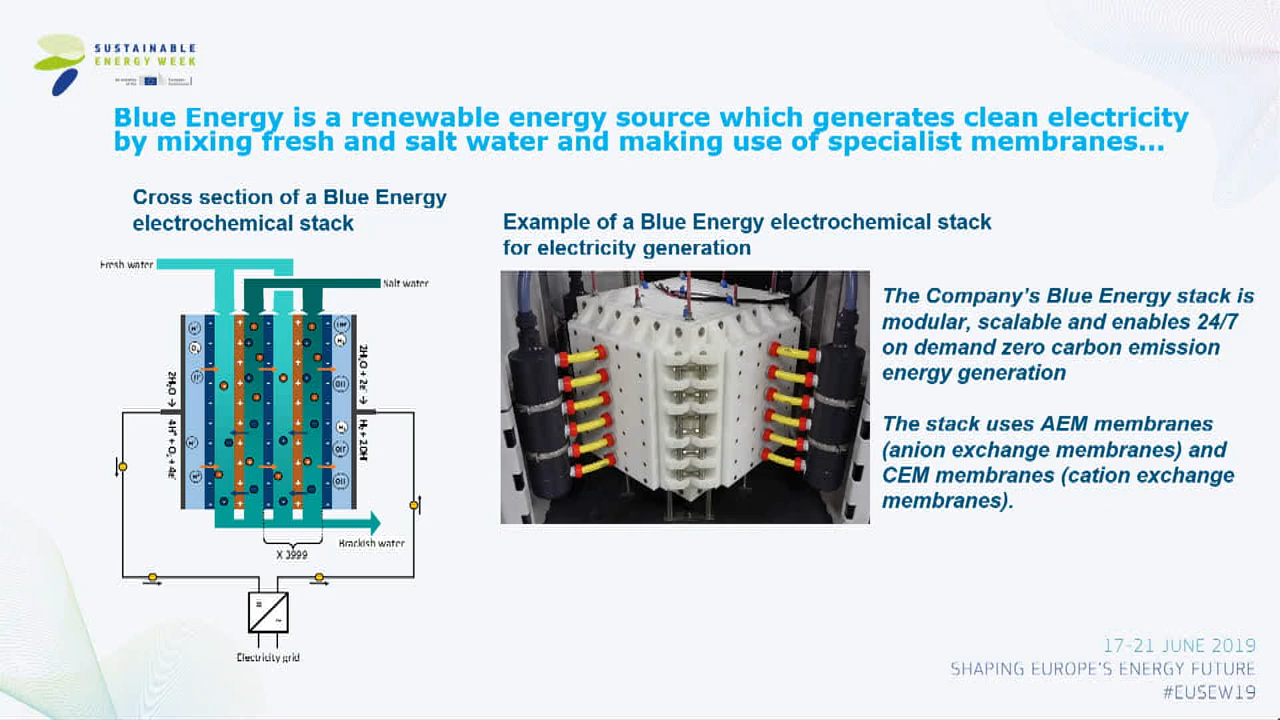 SUSTAINABLE
ENERGY WEEK
Blue Energy is a renewable energy source which generates clean electricity
by mixing fresh and salt water and making use of specialist membranes...
Cross section of a Blue Energy
electrochemical stack
Example of a Blue Energy electrochemical stack
for electricity generation
Fresh water
Salt water
2H₂O → 4H⁺ + O₂ + 4e⁻
2H₂O + 2e⁻ → H₂ + 2OH⁻
Brackish water
X 3999
Electricity grid
The Company's Blue Energy stack is
modular, scalable and enables 24/7
on demand zero carbon emission
energy generation
The stack uses AEM membranes
(anion exchange membranes) and
CEM membranes (cation exchange
membranes).
17-21 JUNE 2019
SHAPING EUROPE'S ENERGY FUTURE
#EUSEW19